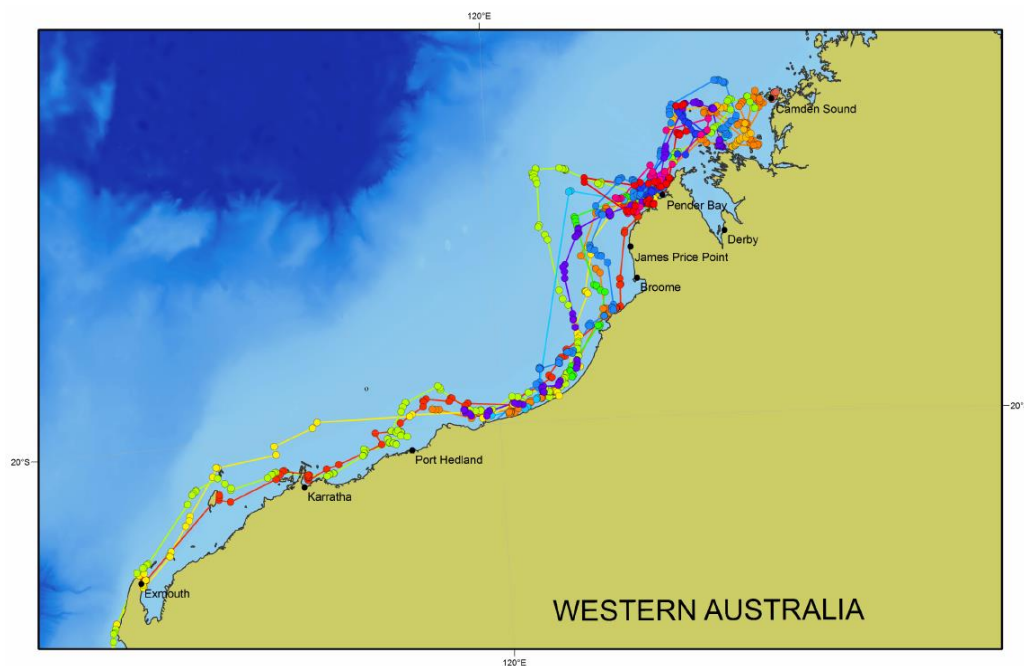 120°E
Camden Sound
Pender Bay
Derby
James Price Point
Broome
20°
Port Hedland
20°S
Karratha
Exmouth
WESTERN AUSTRALIA
120°E